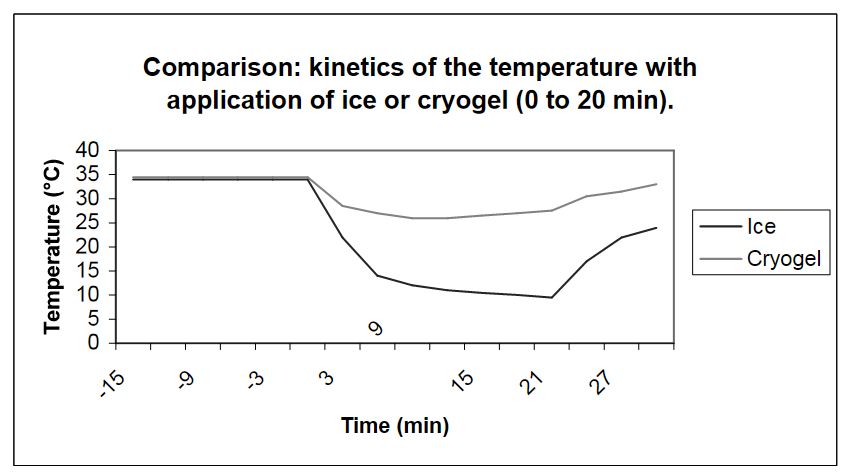 Comparison: kinetics of the temperature with
application of ice or cryogel (0 to 20 min).
Temperature (°C)
40
35
30
25
20
15
10
5
0
-15
-9
-3
3
9
15
21
27
Time (min)
Ice
Cryogel